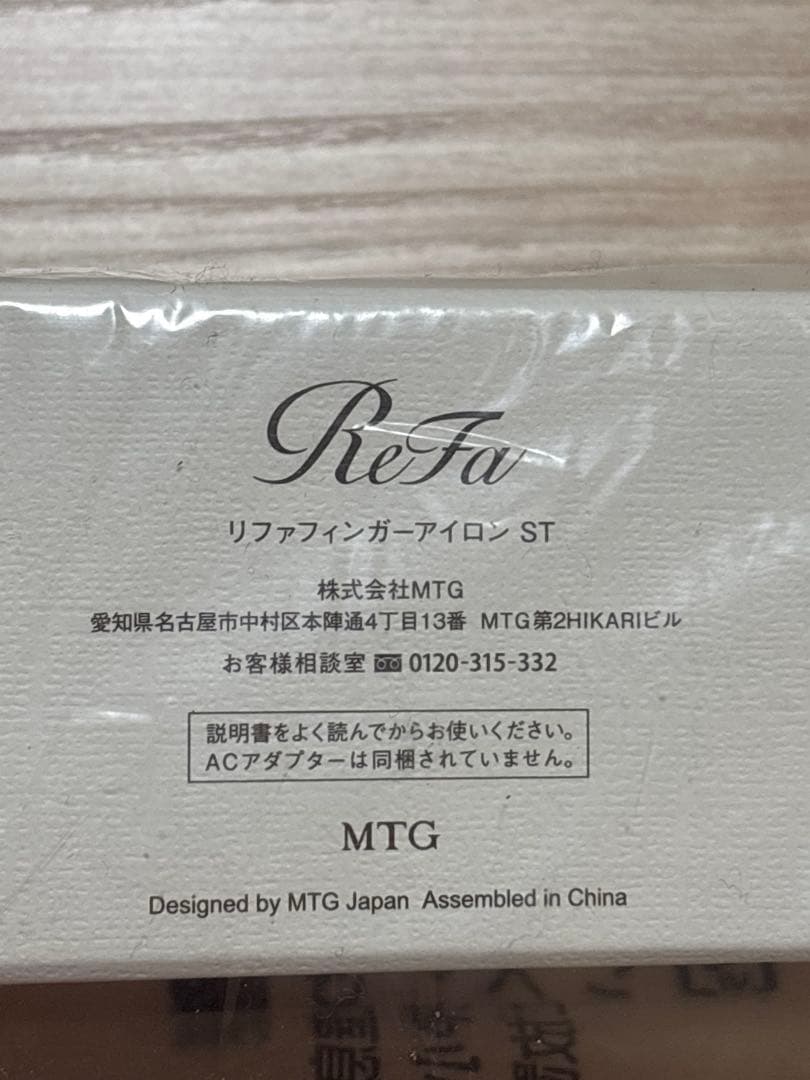 ReFa
リファフィンガーアイロン ST
株式会社MTG
愛知県名古屋市中村区本陣通4丁目13番 MTG第2HIKARIビル
お客様相談室 0120-315-332
説明書をよく読んでからお使いください。
ACアダプターは同梱されていません。
MTG
Designed by MTG Japan Assembled in China